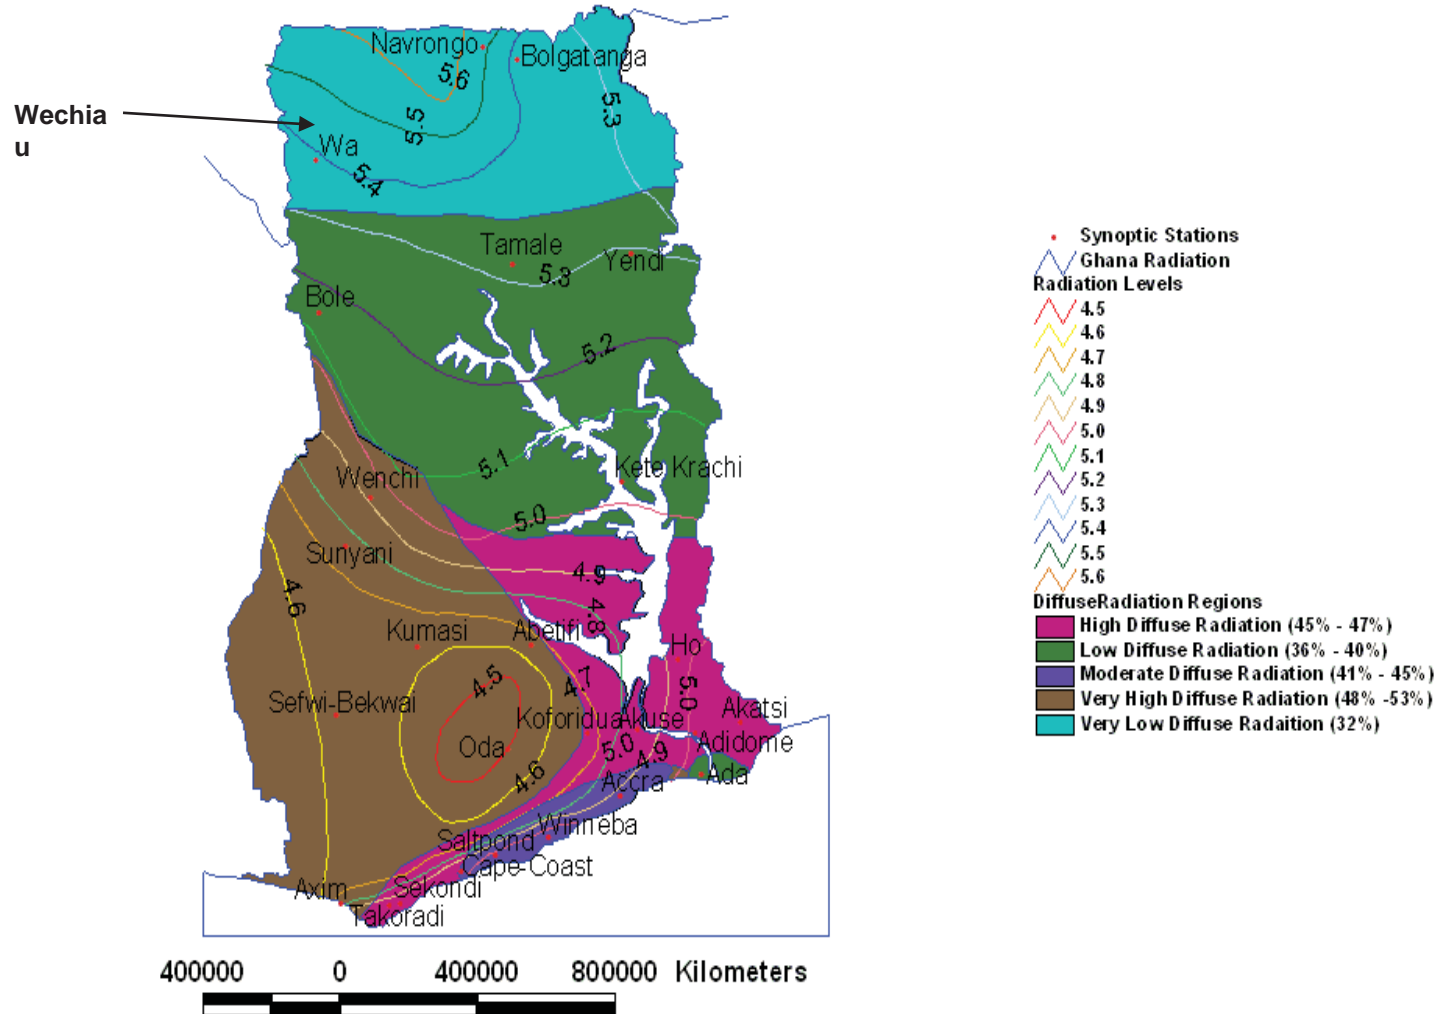 Navrongo
Bolgatanga
5.6
5.3
Wechia
u
5.5
Wa
5.4
Tamale
Yendi
5.3
Bole
5.2
5.1
Kete Krachi
Wenchi
5.0
Sunyani
4.9
4.6
4.8
Kumasi
Abetifi
Ho
4.5
4.7
5.0
Sefwi-Bekwai
Koforidua
Akuse
Akatsi
Oda
5.0
4.9
Adidome
4.6
Accra
Ada
Saltpond
Winneba
Cape-Coast
Axim
Sekondi
Takoradi
400000 0 400000 800000 Kilometers
Synoptic Stations
Ghana Radiation
Radiation Levels
4.5
4.6
4.7
4.8
4.9
5.0
5.1
5.2
5.3
5.4
5.5
5.6
DiffuseRadiation Regions
High Diffuse Radiation (45% - 47%)
Low Diffuse Radiation (36% - 40%)
Moderate Diffuse Radiation (41% - 45%)
Very High Diffuse Radiation (48% -53%)
Very Low Diffuse Radaition (32%)